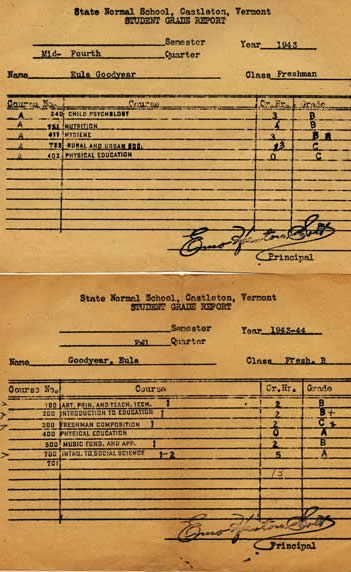 State Normal School, Castleton, Vermont
STUDENT GRADE REPORT
Semester Year 1943
Mid- Fourth Quarter
Name Eula Goodyear Class Freshman
Course No. Course Cr.Hr. Grade
A 240 CHILD PSYCHOLOGY 3 B
A NUTRITION 4 B
A 411 HYGIENE 3 B
A RURAL AND URBAN SOC. 3 C
A 402 PHYSICAL EDUCATION 0 C
Principal
State Normal School, Castleton, Vermont
STUDENT GRADE REPORT
Semester Year 1943-44
Fall Quarter
Name Goodyear, Eula Class Fresh. B
Course No. Course Cr.Hr. Grade
100 ART, PRIN. AND TEACH. TECH. 1 2 B
200 INTRODUCTION TO EDUCATION 1 2 B+
300 FRESHMAN COMPOSITION 1 2 C+
400 PHYSICAL EDUCATION 0 A
500 MUSIC FUND. AND APP. 1 2 B
700 INTRO. TO SOCIAL SCIENCE 1-2 5 A
701
13
Principal